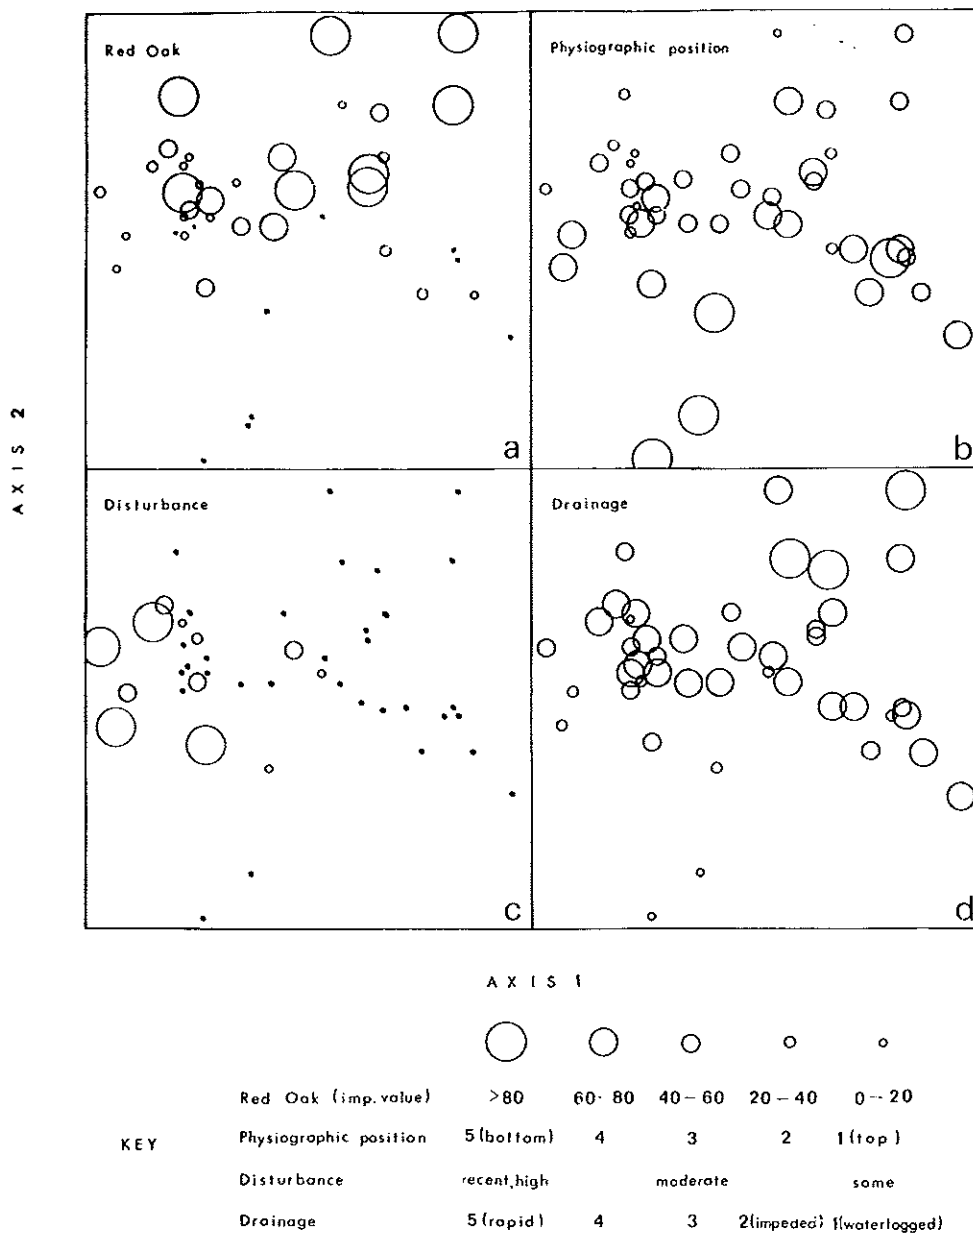 Red Oak
Physiographic position
a
b
AXIS 2
Disturbance
Drainage
c
d
AXIS 1
KEY
Red Oak (imp. value) >80 60-80 40-60 20-40 0-20
Physiographic position 5 (bottom) 4 3 2 1 (top)
Disturbance recent, high moderate some
Drainage 5 (rapid) 4 3 2 (impeded) 1 (waterlogged)